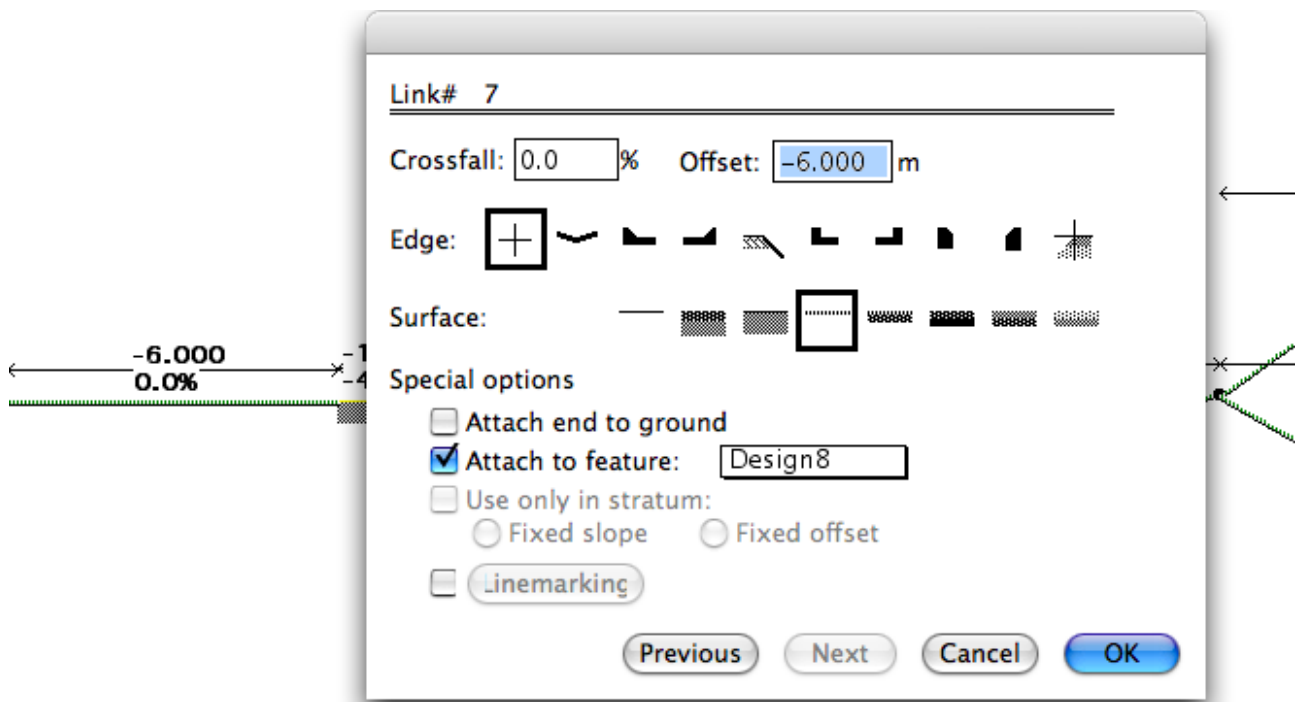 Link# 7
Crossfall: 0.0 % Offset: -6.000 m
Edge:
Surface:
-6.000
0.0%
Special options
Attach end to ground
Attach to feature: Design8
Use only in stratum:
Fixed slope Fixed offset
Linemarking
Previous Next Cancel OK